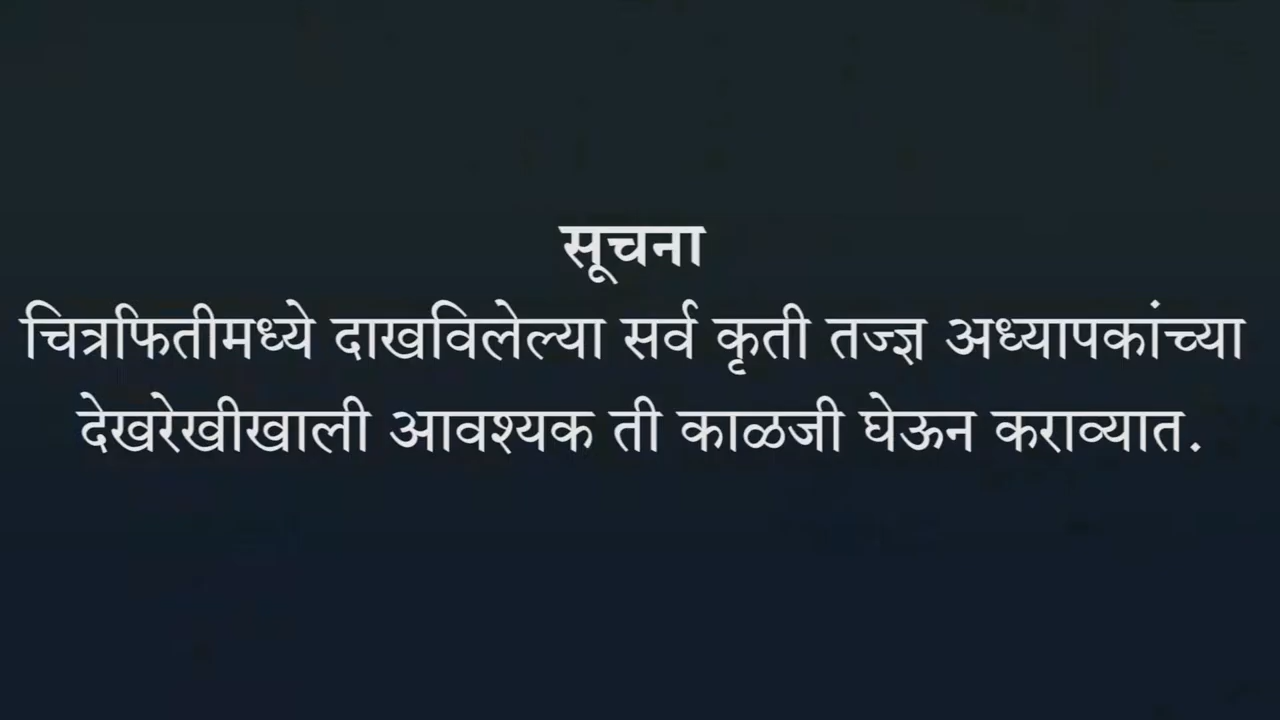 सूचना
चित्रफितीमध्ये दाखविलेल्या सर्व कृती तज्ज्ञ अध्यापकांच्या
देखरेखीखाली आवश्यक ती काळजी घेऊन कराव्यात.